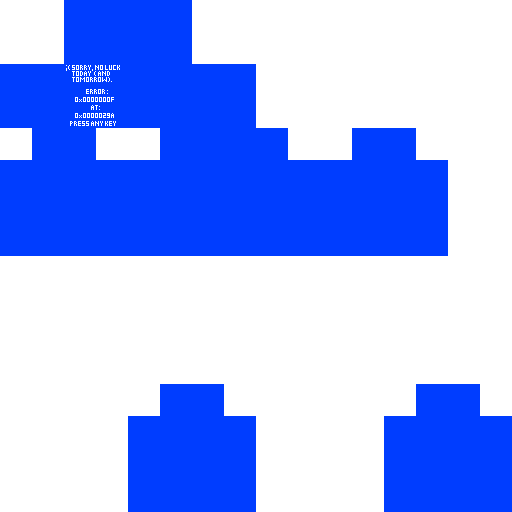 ;( SORRY, NO LUCK
TODAY ( AND
TOMORROW).
ERROR:
0x0000000F
AT:
0x0000029A
PRESS ANY KEY